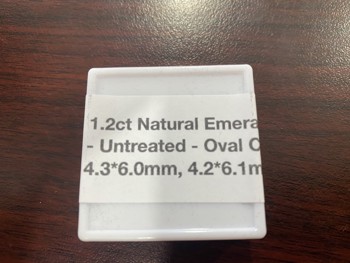 1.2ct Natural Emera
- Untreated - Oval C
4.3*6.0mm, 4.2*6.1m